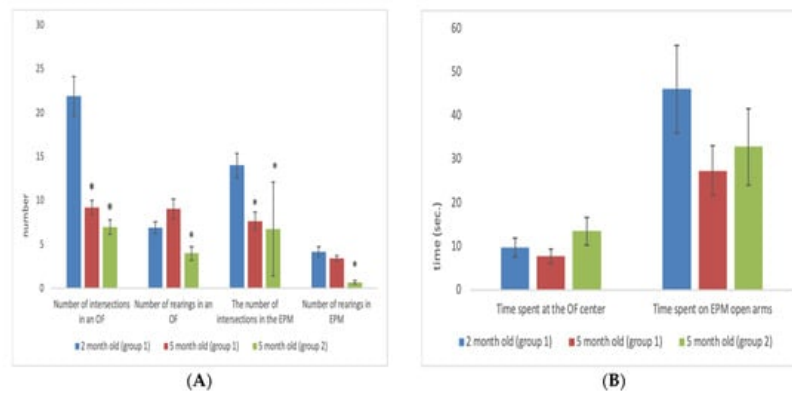 30
25
20
15
10
5
0
number
* * * * * *
Number of intersections in an OF
Number of rearings in an OF
The number of intersections in the EPM
Number of rearings in EPM
2 month old (group 1) 5 month old (group 1) 5 month old (group 2)
(A)
60
50
40
30
20
10
0
time (sec.)
Time spent at the OF center Time spent on EPM open arms
2 month old (group 1) 5 month old (group 1) 5 month old (group 2)
(B)